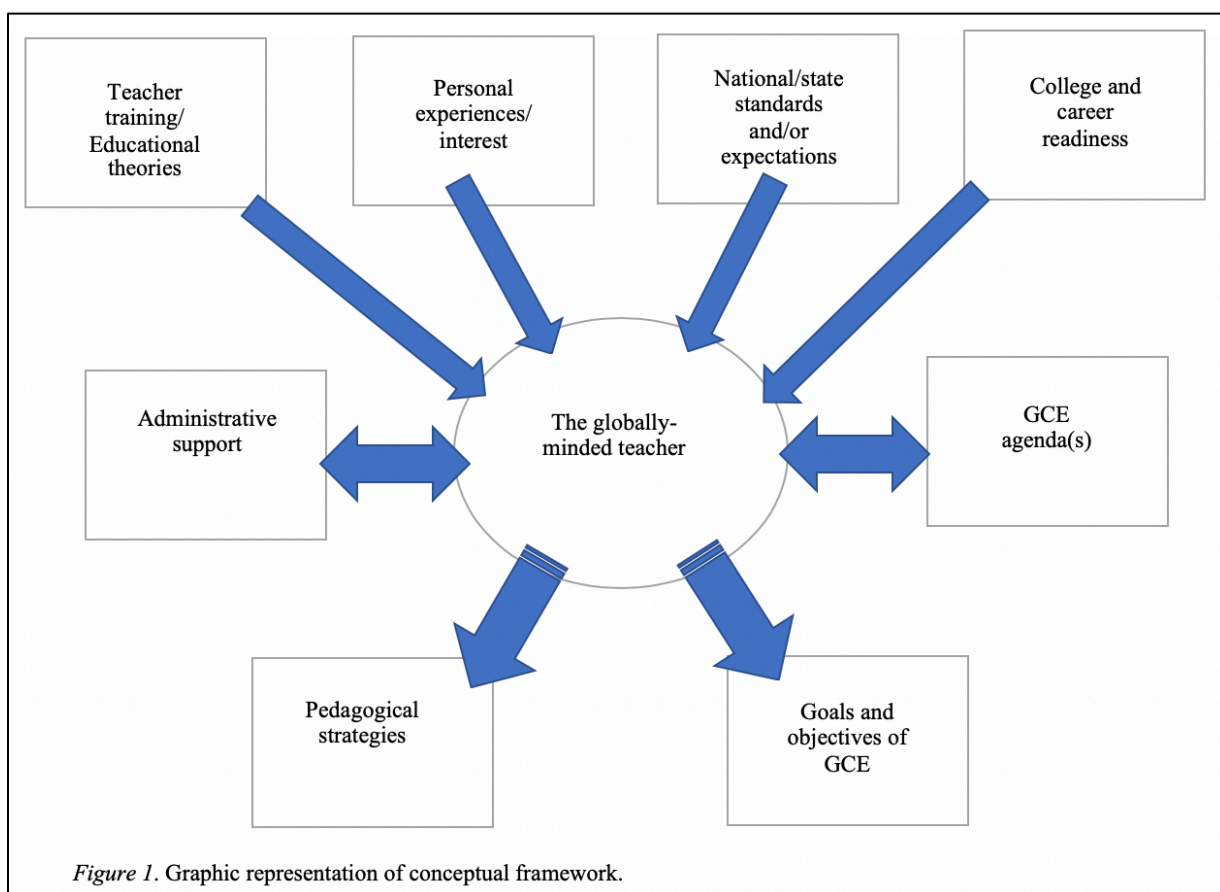 Teacher
training/
Educational
theories
Personal
experiences/
interest
National/state
standards
and/or
expectations
College and
career
readiness
Administrative
support
The globally-
minded teacher
GCE
agenda(s)
Pedagogical
strategies
Goals and
objectives of
GCE
Figure 1. Graphic representation of conceptual framework.